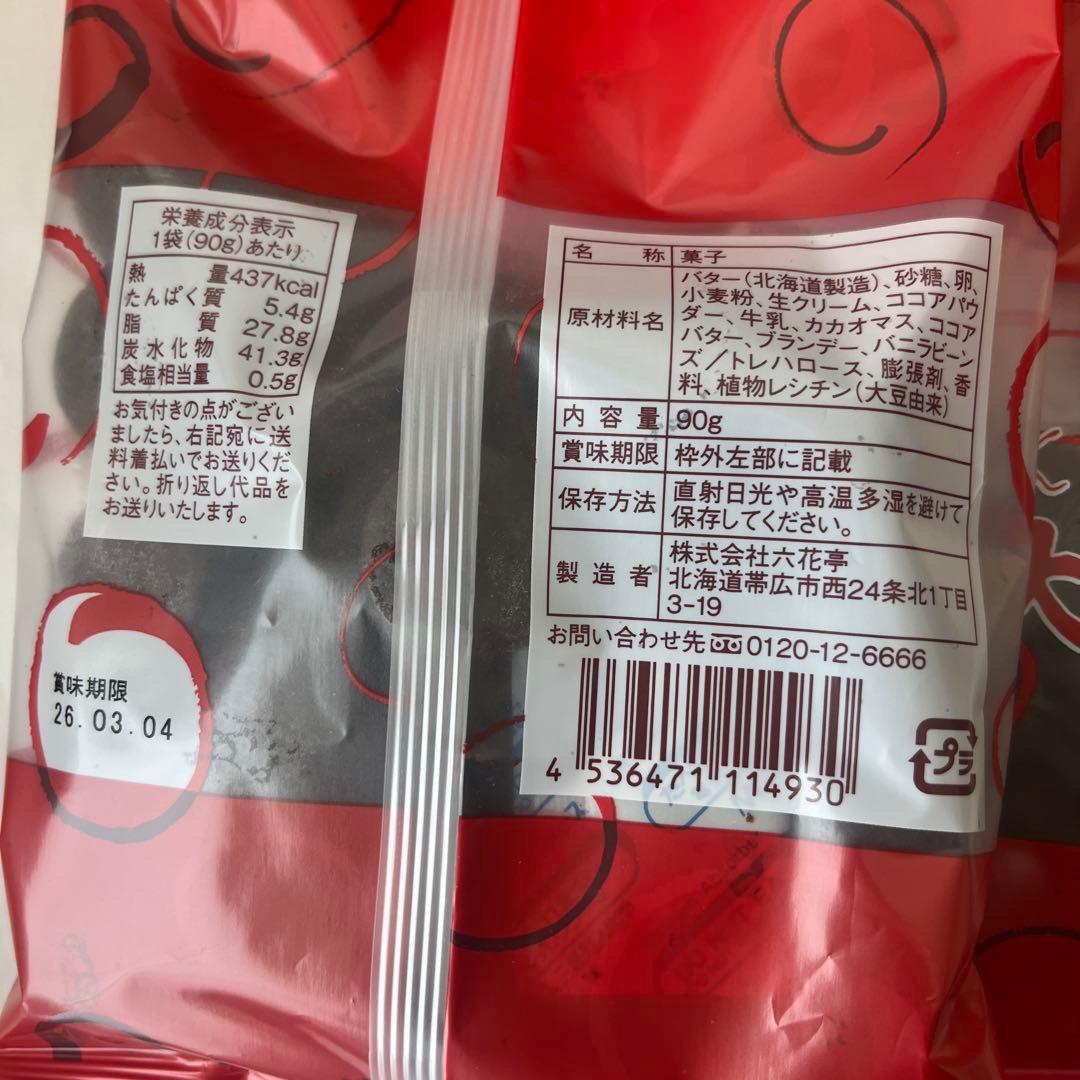 栄養成分表示
1袋(90g)あたり
熱量 437kcal
たんぱく質 5.4g
脂質 27.8g
炭水化物 41.3g
食塩相当量 0.5g
お気付きの点がござい
ましたら、右記宛に送
料着払いでお送りくだ
さい。折り返し代品を
お送りいたします。
賞味期限
26.03.04
名称 菓子
原材料名
バター(北海道製造)、砂糖、卵、
小麦粉、生クリーム、ココアパウ
ダー、牛乳、カカオマス、ココア
バター、ブランデー、バニラビーン
ズ/トレハロース、膨張剤、香
料、植物レシチン(大豆由来)
内容量 90g
賞味期限 枠外左部に記載
保存方法 直射日光や高温多湿を避けて
保存してください。
製造者 株式会社六花亭
北海道帯広市西24条北1丁目
3-19
お問い合わせ先 0120-12-6666
4 536471 114930
プラ